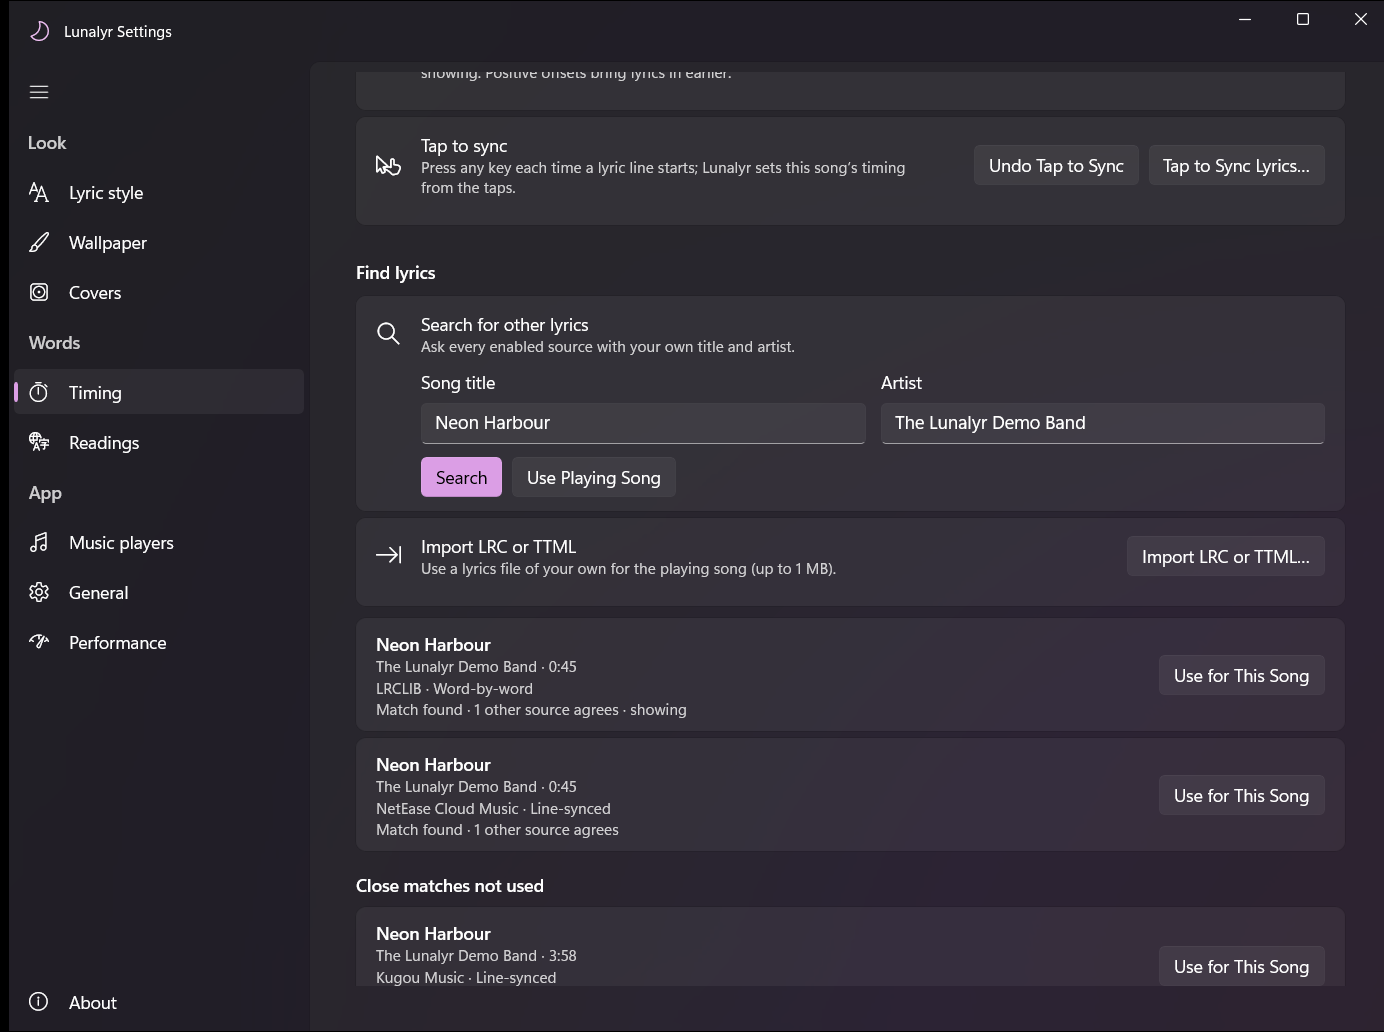 Lunalyr Settings
Look
Lyric style
Wallpaper
Covers
Words
Timing
Readings
App
Music players
General
Performance
About
showing. Positive offsets bring lyrics in earlier.
Tap to sync
Press any key each time a lyric line starts; Lunalyr sets this song’s timing
from the taps.
Undo Tap to Sync
Tap to Sync Lyrics...
Find lyrics
Search for other lyrics
Ask every enabled source with your own title and artist.
Song title
Artist
Neon Harbour
The Lunalyr Demo Band
Search
Use Playing Song
Import LRC or TTML
Use a lyrics file of your own for the playing song (up to 1 MB).
Import LRC or TTML...
Neon Harbour
The Lunalyr Demo Band · 0:45
LRCLIB · Word-by-word
Match found · 1 other source agrees · showing
Use for This Song
Neon Harbour
The Lunalyr Demo Band · 0:45
NetEase Cloud Music · Line-synced
Match found · 1 other source agrees
Use for This Song
Close matches not used
Neon Harbour
The Lunalyr Demo Band · 3:58
Kugou Music · Line-synced
Use for This Song